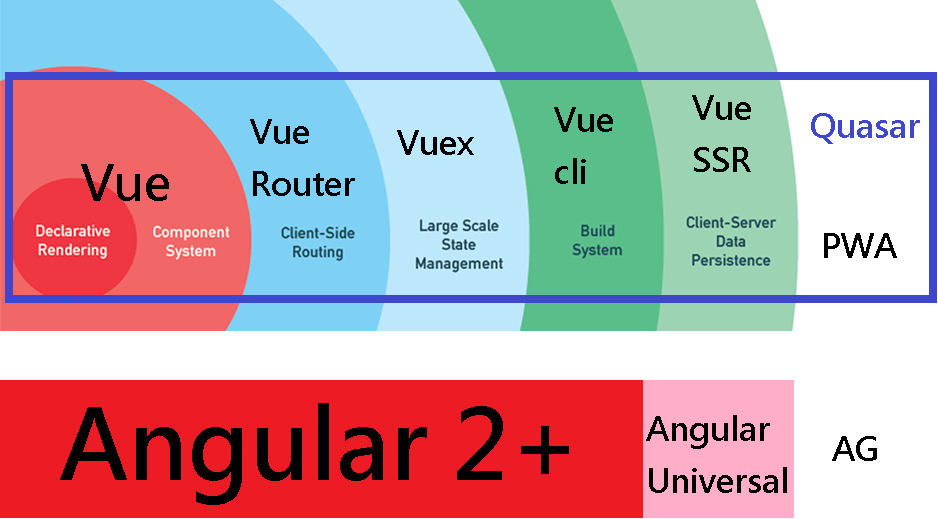 Vue
Declarative
Rendering
Component
System
Vue
Router
Client-Side
Routing
Vuex
Large Scale
State
Management
Vue
cli
Build
System
Vue
SSR
Client-Server
Data
Persistence
Quasar
PWA
Angular 2+
Angular
Universal
AG